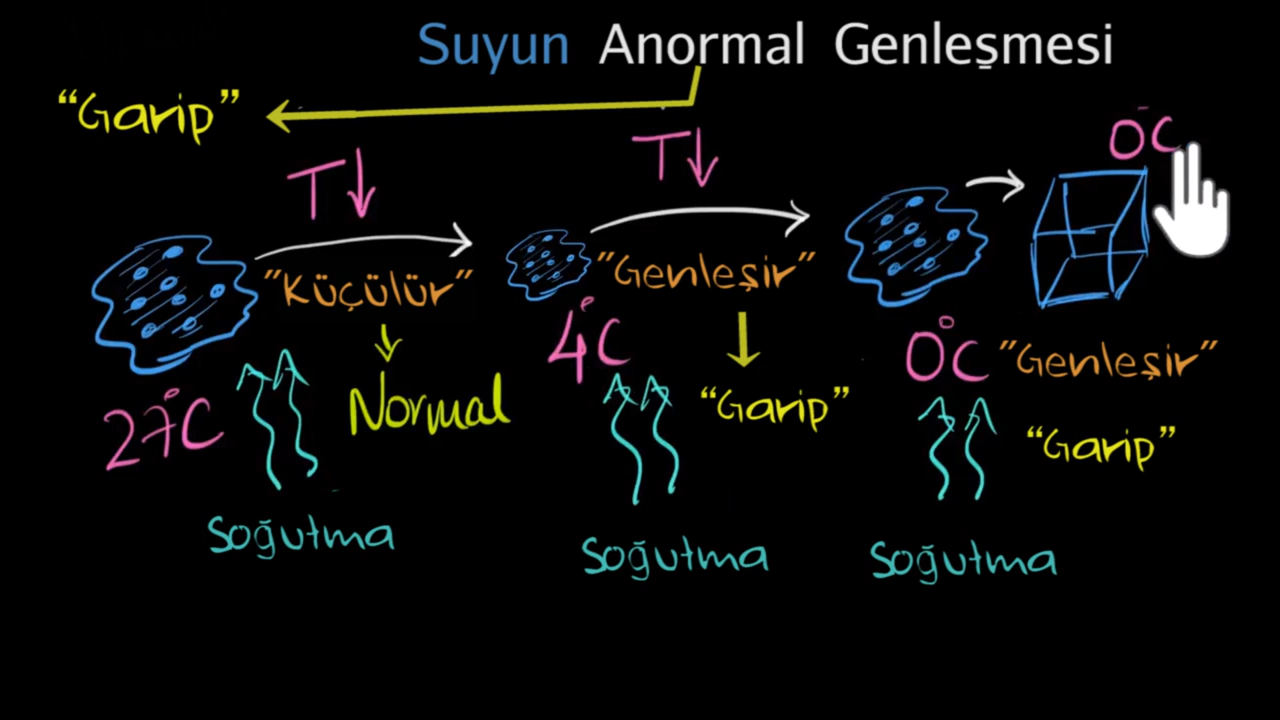 Suyun Anormal Genleşmesi
“Garip”
T↓
T↓
0°C
"Küçülür"
"Genleşir"
4°C
0°C "Genleşir"
27°C
Normal
“Garip”
“Garip”
Soğutma
Soğutma
Soğutma